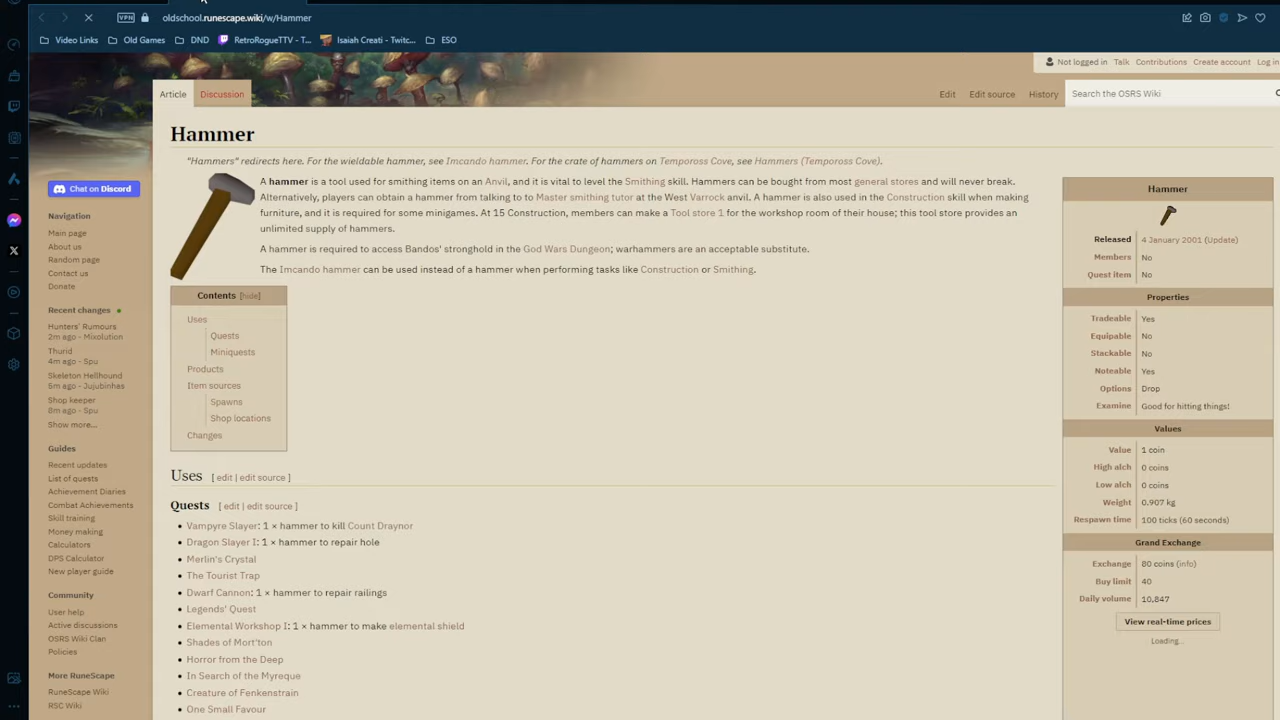 VPN
oldschool.runescape.wiki/w/Hammer
Video Links
Old Games
DND
RetroRogueTTV - T...
Isaiah Creati - Twitc...
ESO
Not logged in
Talk
Contributions
Create account
Log in
Article
Discussion
Edit
Edit source
History
Search the OSRS Wiki
Chat on Discord
Navigation
Main page
About us
Random page
Contact us
Donate
Recent changes
Hunters' Rumours
2m ago - Mixolution
Thurid
4m ago - Spu
Skeleton Hellhound
5m ago - Jujubinhas
Shop keeper
8m ago - Spu
Show more...
Guides
Recent updates
List of quests
Achievement Diaries
Combat Achievements
Skill training
Money making
Calculators
DPS Calculator
New player guide
Community
User help
Active discussions
OSRS Wiki Clan
Policies
More RuneScape
RuneScape Wiki
RSC Wiki
Hammer
"Hammers" redirects here. For the wieldable hammer, see Imcando hammer. For the crate of hammers on Tempoross Cove, see Hammers (Tempoross Cove).
A hammer is a tool used for smithing items on an Anvil, and it is vital to level the Smithing skill. Hammers can be bought from most general stores and will never break.
Alternatively, players can obtain a hammer from talking to to Master smithing tutor at the West Varrock anvil. A hammer is also used in the Construction skill when making
furniture, and it is required for some minigames. At 15 Construction, members can make a Tool store 1 for the workshop room of their house; this tool store provides an
unlimited supply of hammers.
A hammer is required to access Bandos' stronghold in the God Wars Dungeon; warhammers are an acceptable substitute.
The Imcando hammer can be used instead of a hammer when performing tasks like Construction or Smithing.
Contents [hide]
Uses
Quests
Miniquests
Products
Item sources
Spawns
Shop locations
Changes
Uses [ edit | edit source ]
Quests [ edit | edit source ]
Vampyre Slayer: 1 × hammer to kill Count Draynor
Dragon Slayer I: 1 × hammer to repair hole
Merlin's Crystal
The Tourist Trap
Dwarf Cannon: 1 × hammer to repair railings
Legends' Quest
Elemental Workshop I: 1 × hammer to make elemental shield
Shades of Mort'ton
Horror from the Deep
In Search of the Myreque
Creature of Fenkenstrain
One Small Favour
Hammer
Released 4 January 2001 (Update)
Members No
Quest item No
Properties
Tradeable Yes
Equipable No
Stackable No
Noteable Yes
Options Drop
Examine Good for hitting things!
Values
Value 1 coin
High alch 0 coins
Low alch 0 coins
Weight 0.907 kg
Respawn time 100 ticks (60 seconds)
Grand Exchange
Exchange 80 coins (info)
Buy limit 40
Daily volume 10,847
View real-time prices
Loading...